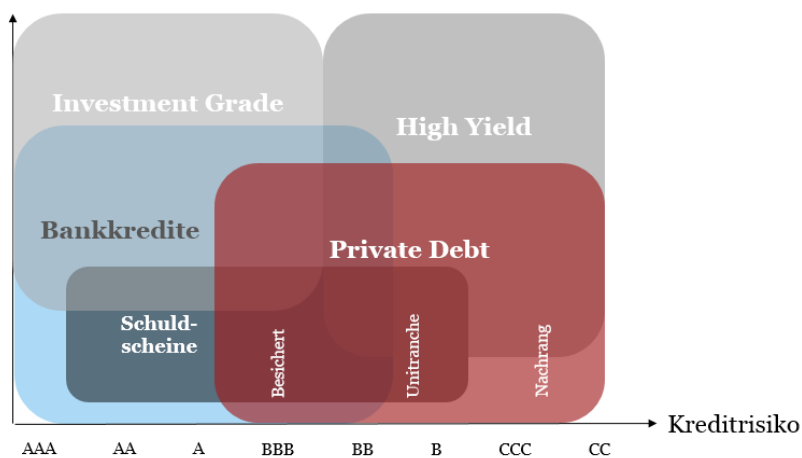 Investment Grade
High Yield
Bankkredite
Private Debt
Schuld-
scheine
Besichert
Unitranche
Nachrang
Kreditrisiko
AAA AA A BBB BB B CCC CC